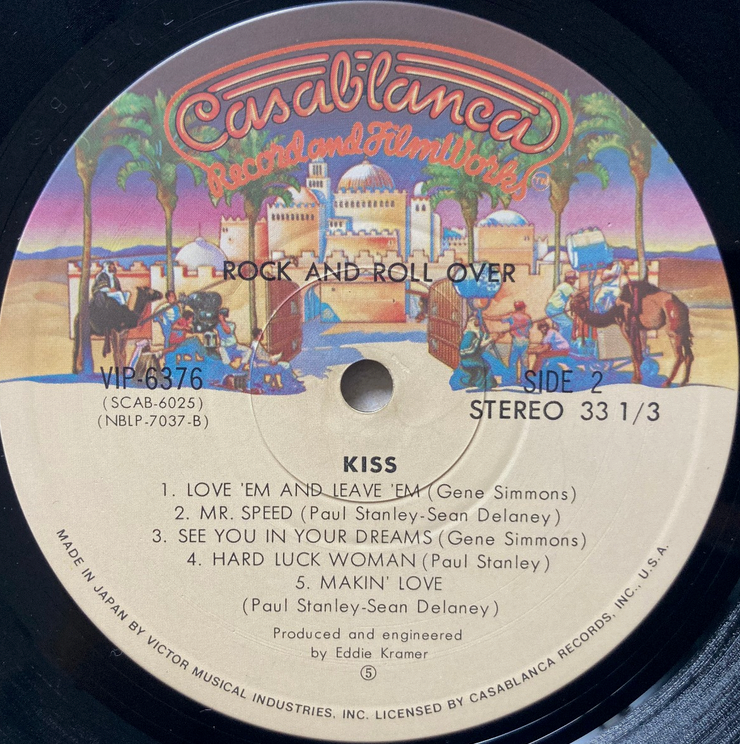 Casablanca
Record and FilmWorks
TM
ROCK AND ROLL OVER
VIP-6376
(SCAB-6025)
(NBLP-7037-B)
SIDE 2
STEREO 33 1/3
KISS
1. LOVE 'EM AND LEAVE 'EM (Gene Simmons)
2. MR. SPEED (Paul Stanley-Sean Delaney)
3. SEE YOU IN YOUR DREAMS (Gene Simmons)
4. HARD LUCK WOMAN (Paul Stanley)
5. MAKIN' LOVE
(Paul Stanley-Sean Delaney)
Produced and engineered
by Eddie Kramer
⑤
MADE IN JAPAN BY VICTOR MUSICAL INDUSTRIES, INC. LICENSED BY CASABLANCA RECORDS, INC., U.S.A.